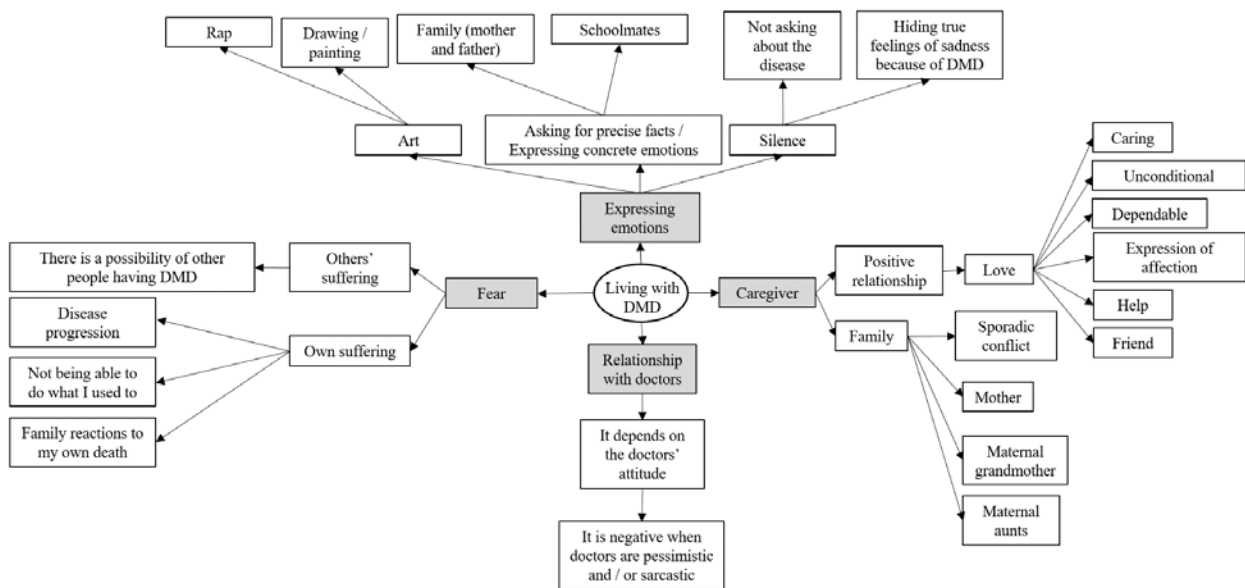 Rap
Drawing /
painting
Family (mother
and father)
Schoolmates
Not asking
about the
disease
Hiding true
feelings of sadness
because of DMD
Art
Asking for precise facts /
Expressing concrete emotions
Silence
Expressing
emotions
Caring
Unconditional
Dependable
Expression of
affection
Help
Friend
There is a possibility of other
people having DMD
Others‘
suffering
Fear
Living with
DMD
Caregiver
Positive
relationship
Love
Disease
progression
Own suffering
Not being able to
do what I used to
Family reactions to
my own death
Relationship
with doctors
Family
Sporadic
conflict
Mother
Maternal
grandmother
Maternal
aunts
It depends on
the doctors‘
attitude
It is negative when
doctors are pessimistic
and / or sarcastic